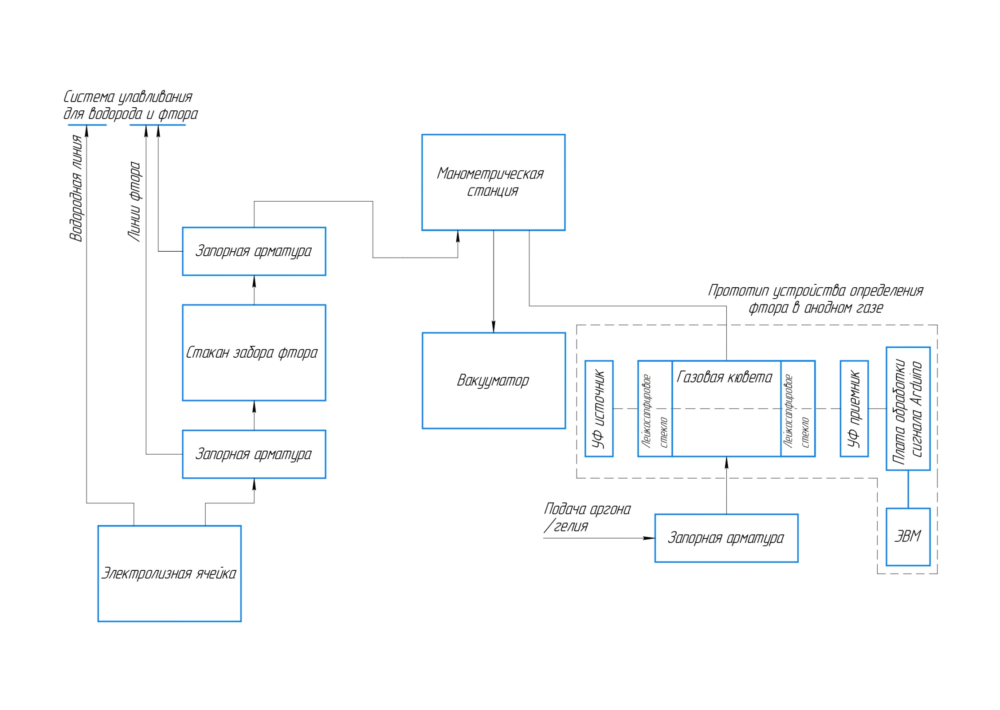 Система улавливания
для водорода и фтора
Водородная линия
Линии фтора
Запорная арматура
Стакан забора фтора
Запорная арматура
Электролизная ячейка
Манометрическая
станция
Вакууматор
Прототип устройства определения
фтора в анодном газе
УФ источник
Лейкосапфировое
стекло
Газовая кювета
Лейкосапфировое
стекло
УФ приемник
Плата обработки
сигнала Arduino
Подача аргона
/гелия
Запорная арматура
ЭВМ